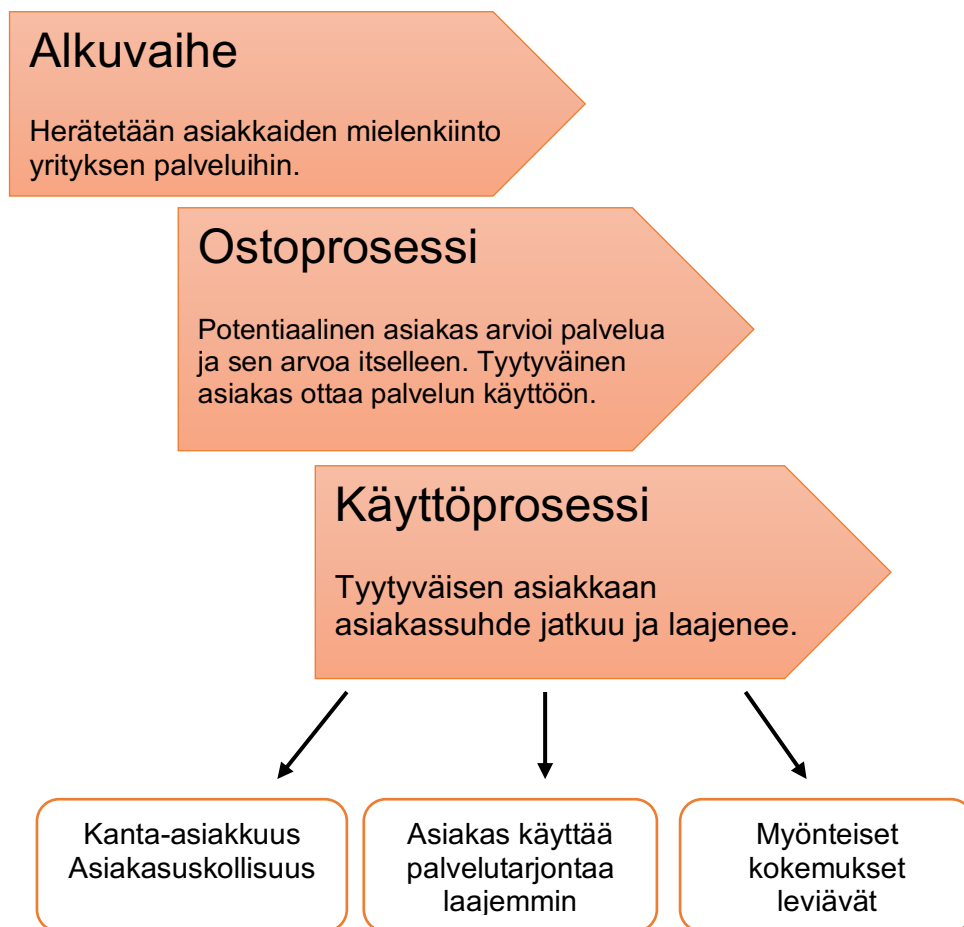 Alkuvaihe
Herätetään asiakkaiden mielenkiinto
yrityksen palveluihin.
Ostoprosessi
Potentiaalinen asiakas arvioi palvelua
ja sen arvoa itselleen. Tyytyväinen
asiakas ottaa palvelun käyttöön.
Käyttöprosessi
Tyytyväisen asiakkaan
asiakassuhde jatkuu ja laajenee.
Kanta-asiakkuus
Asiakasuskollisuus
Asiakas käyttää
palvelutarjontaa
laajemmin
Myönteiset
kokemukset
leviävät